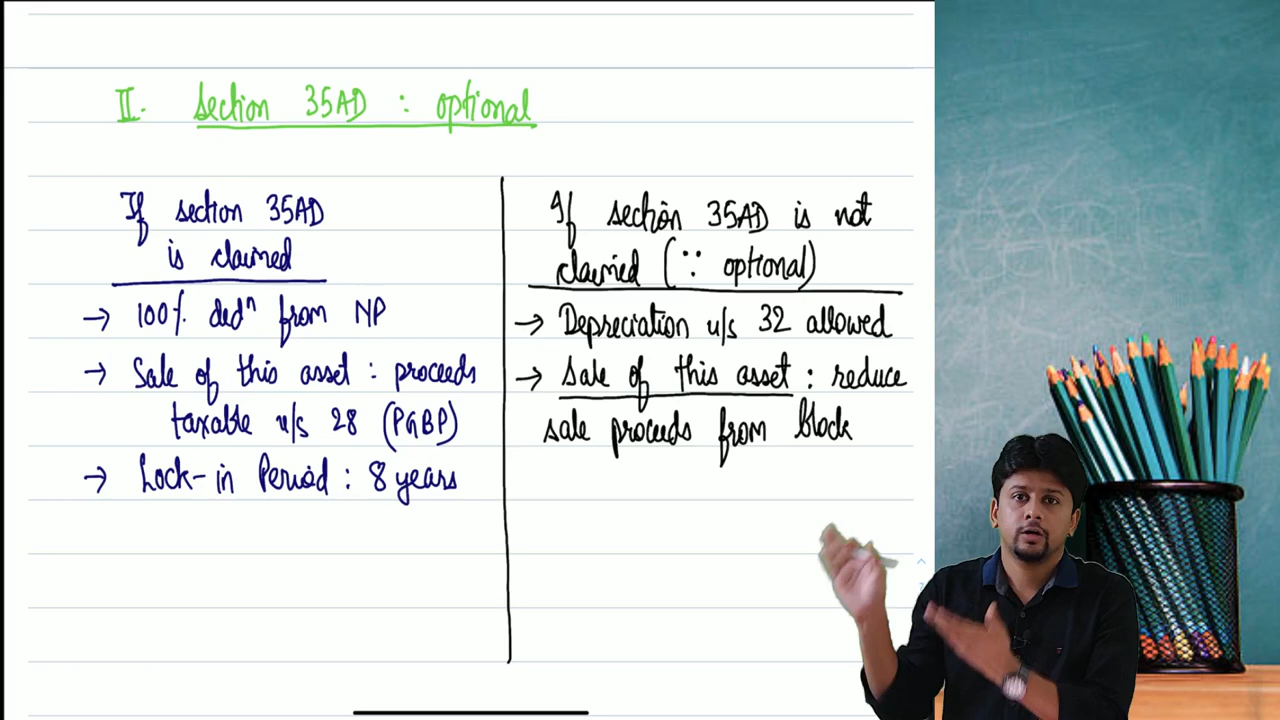 II. Section 35AD : optional
If section 35AD
is claimed
→ 100% dedⁿ from NP
→ Sale of this asset : proceeds
taxable u/s 28 (PGBP)
→ Lock-in Period : 8 years
If section 35AD is not
claimed (∵ optional)
→ Depreciation u/s 32 allowed
→ Sale of this asset : reduce
sale proceeds from block